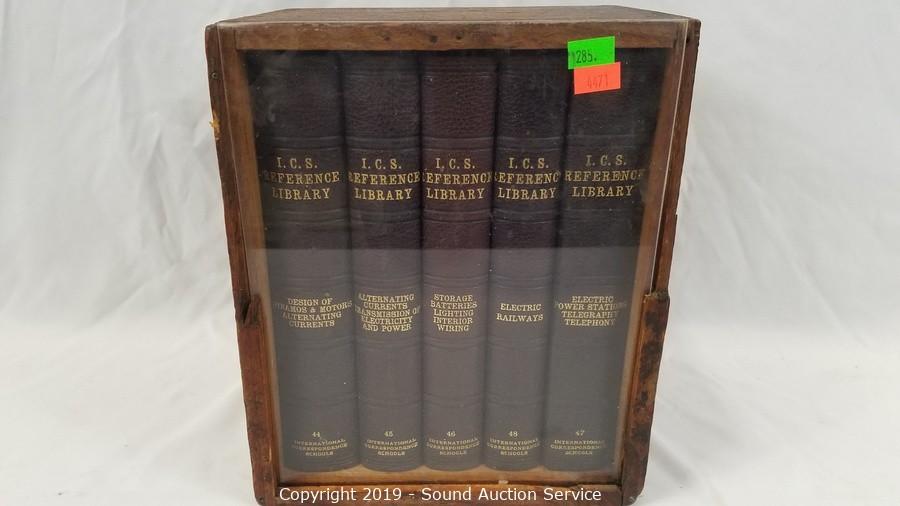 285.
4471
I. C. S.
REFERENCE
LIBRARY
DESIGN OF
DYNAMOS & MOTORS
ALTERNATING
CURRENTS
44
INTERNATIONAL
CORRESPONDENCE
SCHOOLS
I. C. S.
REFERENCE
LIBRARY
ALTERNATING
CURRENTS
TRANSMISSION OF
ELECTRICITY
AND POWER
45
INTERNATIONAL
CORRESPONDENCE
SCHOOLS
I. C. S.
REFERENCE
LIBRARY
STORAGE
BATTERIES
LIGHTING
INTERIOR
WIRING
46
INTERNATIONAL
CORRESPONDENCE
SCHOOLS
I. C. S.
REFERENCE
LIBRARY
ELECTRIC
RAILWAYS
48
INTERNATIONAL
CORRESPONDENCE
SCHOOLS
I. C. S.
REFERENCE
LIBRARY
ELECTRIC
POWER STATIONS
TELEGRAPHY
TELEPHONY
47
INTERNATIONAL
CORRESPONDENCE
SCHOOLS
Copyright 2019 - Sound Auction Service